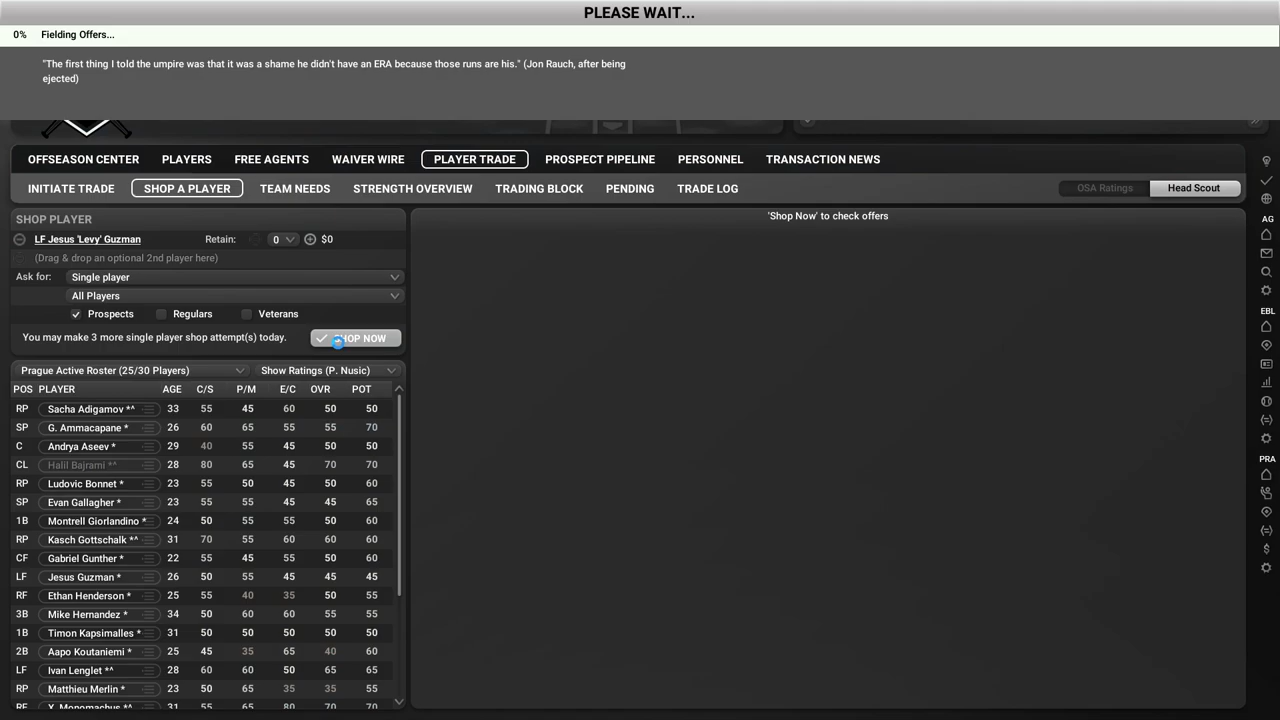 PLEASE WAIT...
0% Fielding Offers...
"The first thing I told the umpire was that it was a shame he didn't have an ERA because those runs are his." (Jon Rauch, after being
ejected)
OFFSEASON CENTER PLAYERS FREE AGENTS WAIVER WIRE PLAYER TRADE PROSPECT PIPELINE PERSONNEL TRANSACTION NEWS
INITIATE TRADE SHOP A PLAYER TEAM NEEDS STRENGTH OVERVIEW TRADING BLOCK PENDING TRADE LOG OSA Ratings Head Scout
SHOP PLAYER
'Shop Now' to check offers
LF Jesus 'Levy' Guzman Retain: 0 $0
(Drag & drop an optional 2nd player here)
Ask for: Single player
All Players
Prospects Regulars Veterans
You may make 3 more single player shop attempt(s) today. SHOP NOW
Prague Active Roster (25/30 Players) Show Ratings (P. Nusic)
POS PLAYER AGE C/S P/M E/C OVR POT
RP Sacha Adigamov *^ 33 55 45 60 50 50
SP G. Ammacapane * 26 60 65 55 55 70
C Andrya Aseev * 29 40 55 45 50 50
CL Halil Bajrami *^ 28 80 65 45 70 70
RP Ludovic Bonnet * 23 55 50 45 50 60
SP Evan Gallagher * 23 55 55 45 45 65
1B Montrell Giorlandino * 24 50 55 55 50 60
RP Kasch Gottschalk *^ 31 70 55 60 60 60
CF Gabriel Gunther * 22 55 45 55 50 60
LF Jesus Guzman * 26 50 55 45 45 45
RF Ethan Henderson * 25 55 40 35 50 55
3B Mike Hernandez * 34 50 60 60 55 55
1B Timon Kapsimalles * 31 50 50 50 50 50
2B Aapo Koutaniemi * 25 45 35 65 40 60
LF Ivan Lenglet *^ 28 60 60 50 65 65
RP Matthieu Merlin * 23 50 65 35 35 55
RF X. Monomachus *^ 31 55 65 80 70 70
AG
EBL
PRA